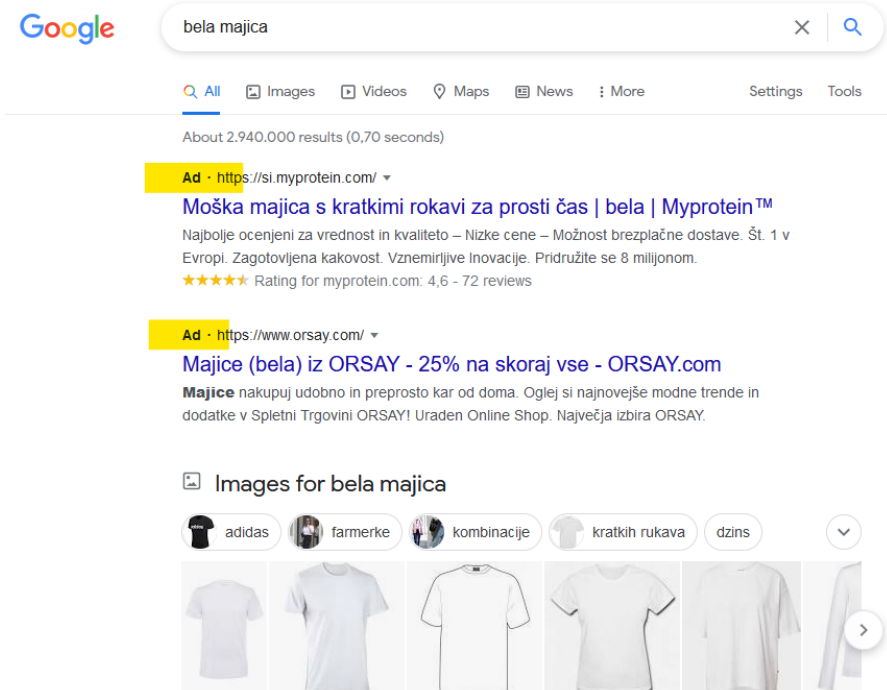 Google
bela majica
All Images Videos Maps News More Settings Tools
About 2.940.000 results (0,70 seconds)
Ad · https://si.myprotein.com/
Moška majica s kratkimi rokavi za prosti čas | bela | Myprotein™
Najbolje ocenjeni za vrednost in kvaliteto – Nizke cene – Možnost brezplačne dostave. Št. 1 v
Evropi. Zagotovljena kakovost. Vznemirljive Inovacije. Pridružite se 8 milijonom.
Rating for myprotein.com: 4,6 - 72 reviews
Ad · https://www.orsay.com/
Majice (bela) iz ORSAY - 25% na skoraj vse - ORSAY.com
Majice nakupuj udobno in preprosto kar od doma. Oglej si najnovejše modne trende in
dodatke v Spletni Trgovini ORSAY! Uraden Online Shop. Največja izbira ORSAY.
Images for bela majica
adidas farmerke kombinacije kratkih rukava dzins